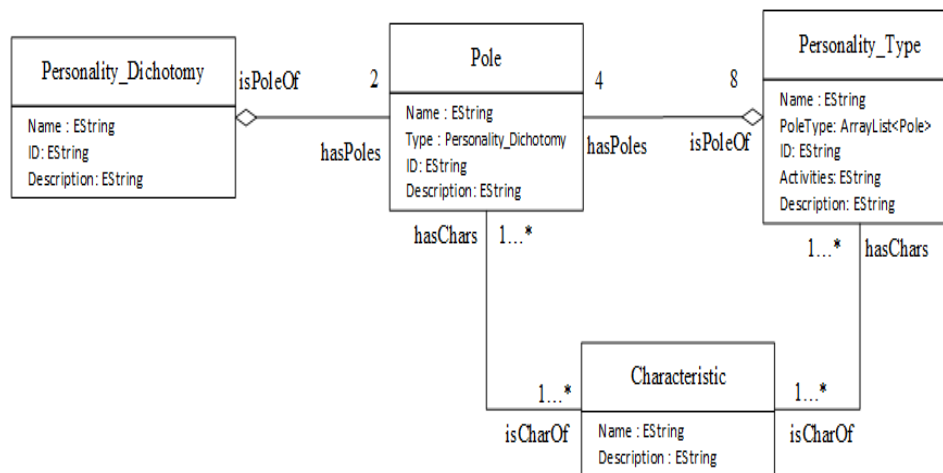 Personality_Dichotomy
Name : EString
ID: EString
Description: EString
isPoleOf
2
hasPoles
Pole
Name : EString
Type : Personality_Dichotomy
ID: EString
Description: EString
4
8
hasPoles
isPoleOf
Personality_Type
Name : EString
PoleType: ArrayList<Pole>
ID: EString
Activities: EString
Description: EString
hasChars
1...*
1...*
hasChars
1...*
isCharOf
Characteristic
Name : EString
Description : EString
1...*
isCharOf